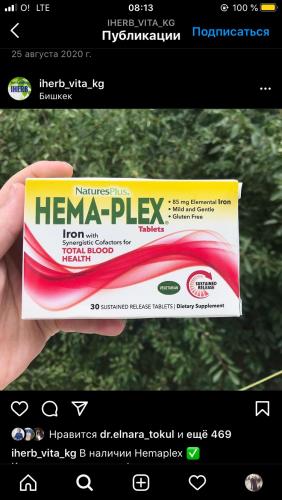 O! LTE 08:13
IHERB_VITA_KG
Публикации
Подписаться
25 августа 2020 г.
IHERB
iherb_vita_kg
Бишкек
NaturesPlus.
HEMA-PLEX®
Tablets
• 85 mg Elemental Iron
• Mild and Gentle
• Gluten Free
Iron with
Synergistic Cofactors for
TOTAL BLOOD
HEALTH
VEGETARIAN
SUSTAINED
RELEASE
30 SUSTAINED RELEASE TABLETS | Dietary Supplement
Нравится dr.elnara_tokul и ещё 469
iherb_vita_kg В наличии Hemaplex ✅